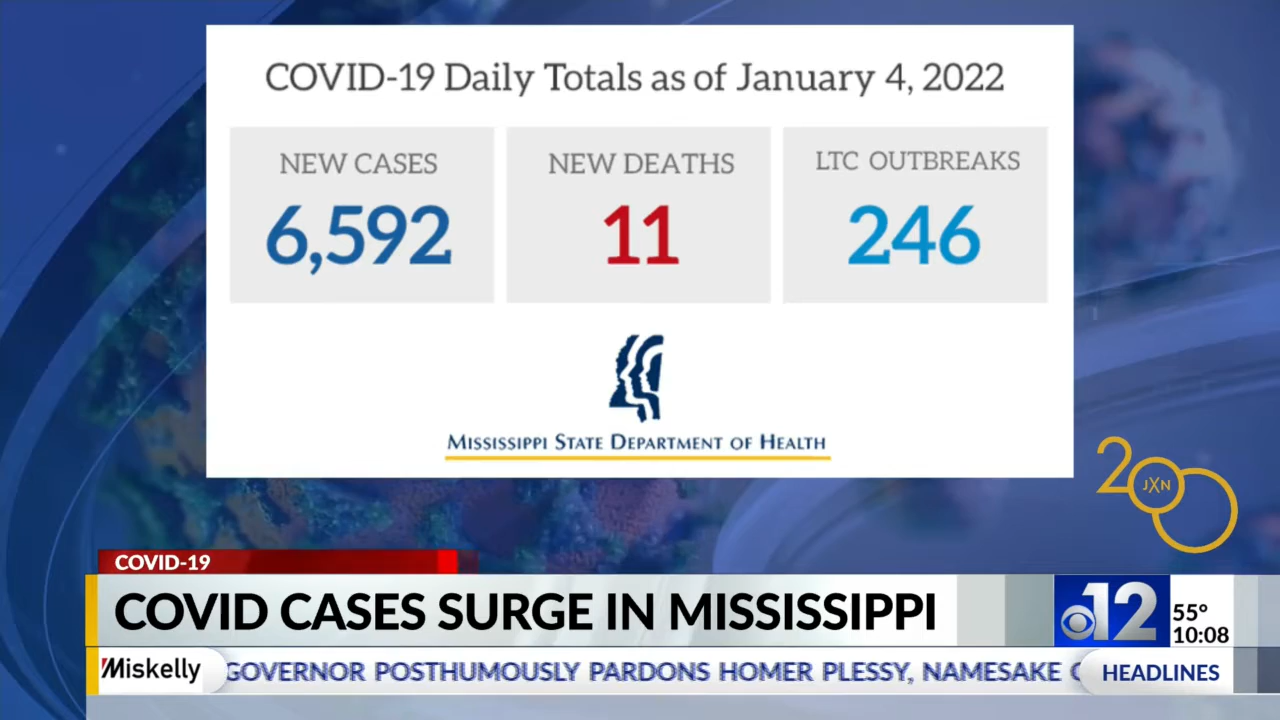 COVID-19 Daily Totals as of January 4, 2022
NEW CASES
6,592
NEW DEATHS
11
LTC OUTBREAKS
246
MISSISSIPPI STATE DEPARTMENT OF HEALTH
200
JXN
COVID-19
COVID CASES SURGE IN MISSISSIPPI
12
55°
10:08
Miskelly
GOVERNOR POSTHUMOUSLY PARDONS HOMER PLESSY, NAMESAKE
HEADLINES